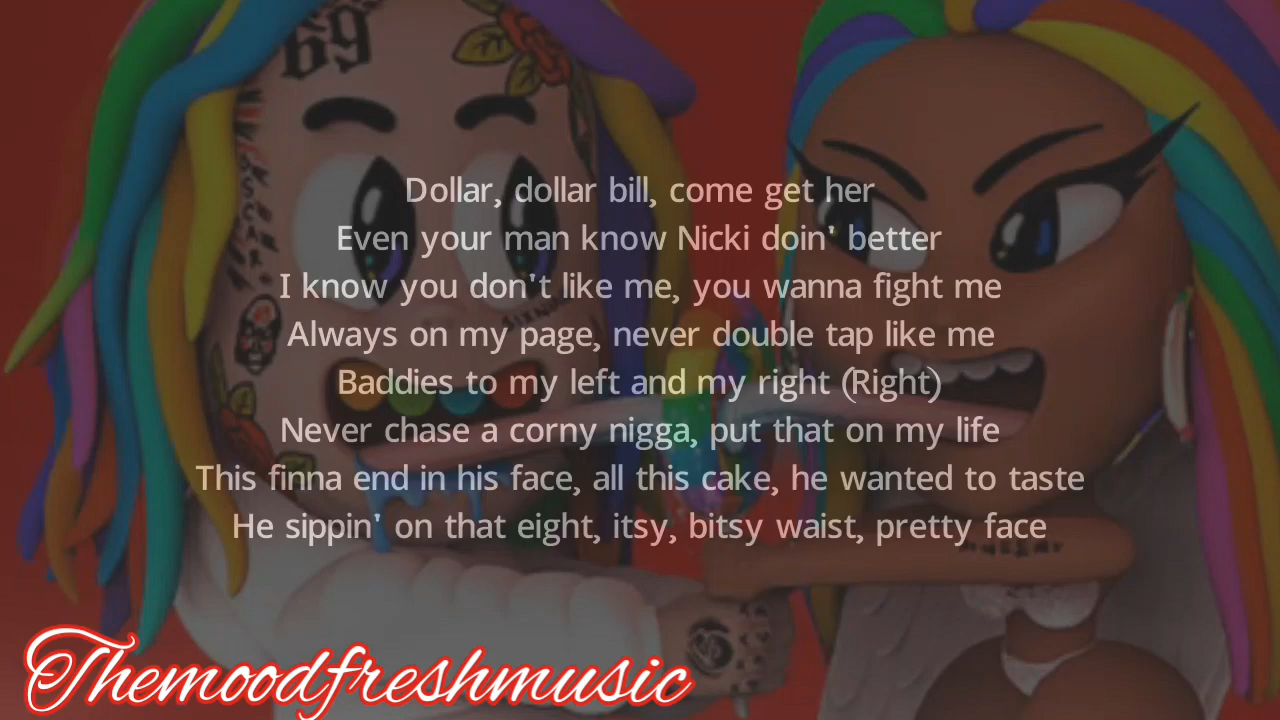 69
Dollar, dollar bill, come get her
Even your man know Nicki doin' better
I know you don't like me, you wanna fight me
Always on my page, never double tap like me
Baddies to my left and my right (Right)
Never chase a corny nigga, put that on my life
This finna end in his face, all this cake, he wanted to taste
He sippin' on that eight, itsy, bitsy waist, pretty face
Themoodfreshmusic